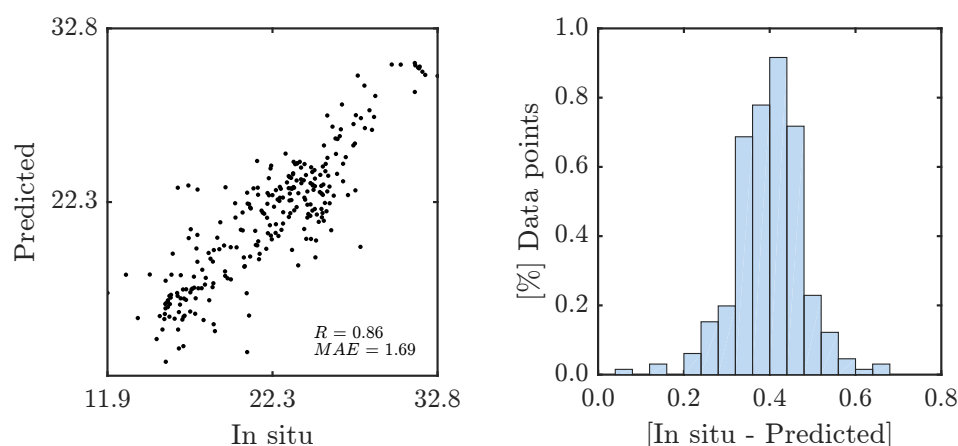 32.8
22.3
Predicted
R = 0.86
MAE = 1.69
11.9
22.3
32.8
In situ
1.0
0.8
0.6
0.4
0.2
0.0
[%] Data points
0.0
0.2
0.4
0.6
0.8
[In situ - Predicted]